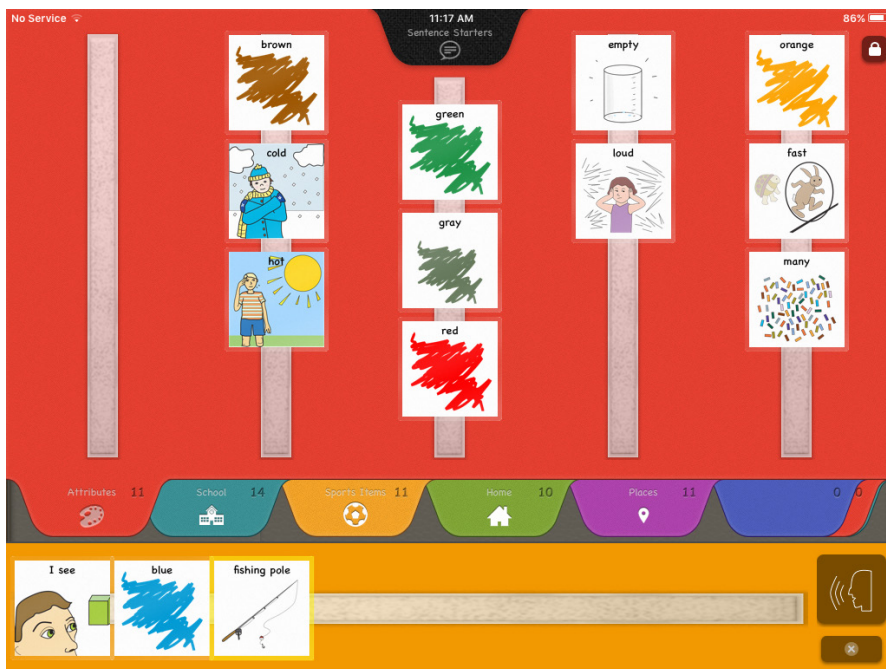 No Service 11:17 AM 86%
Sentence Starters
brown
cold
hot
green
gray
red
empty
loud
orange
fast
many
Attributes 11
School 14
Sports Items 11
Home 10
Places 11
0
0
I see
blue
fishing pole